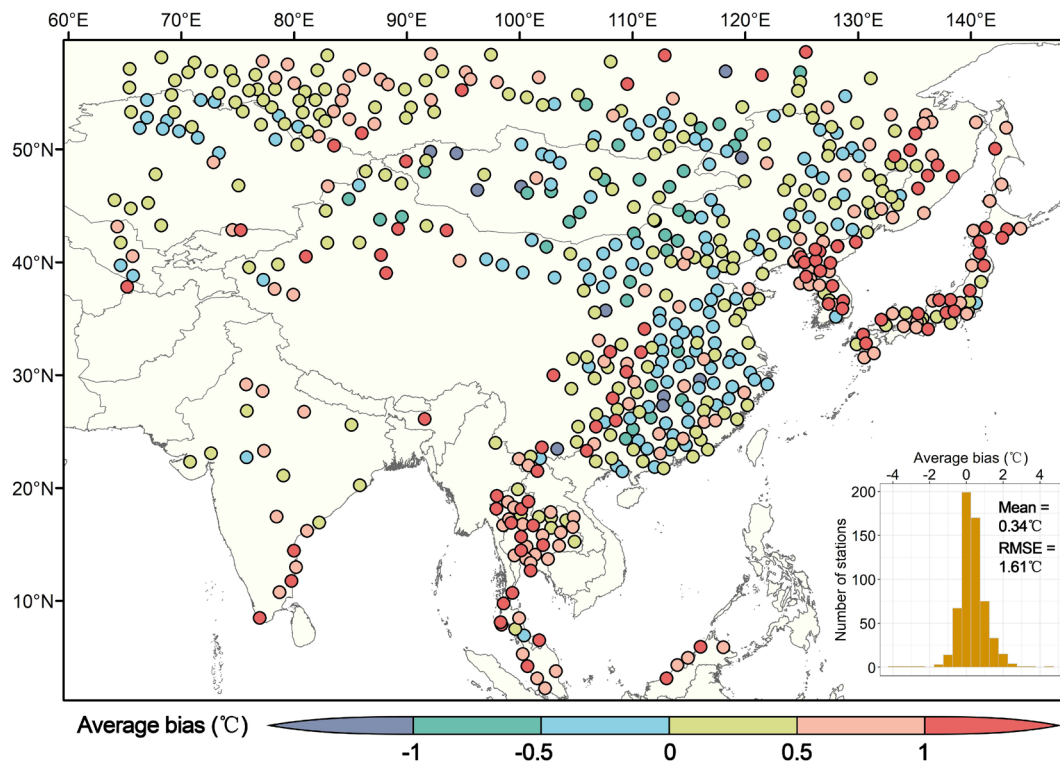 60°E 70°E 80°E 90°E 100°E 110°E 120°E 130°E 140°E
50°N
40°N
30°N
20°N
10°N
Average bias (℃)
-4 -2 0 2 4
200
150
100
50
0
Number of stations
Mean =
0.34℃
RMSE =
1.61℃
Average bias (℃)
-1 -0.5 0 0.5 1